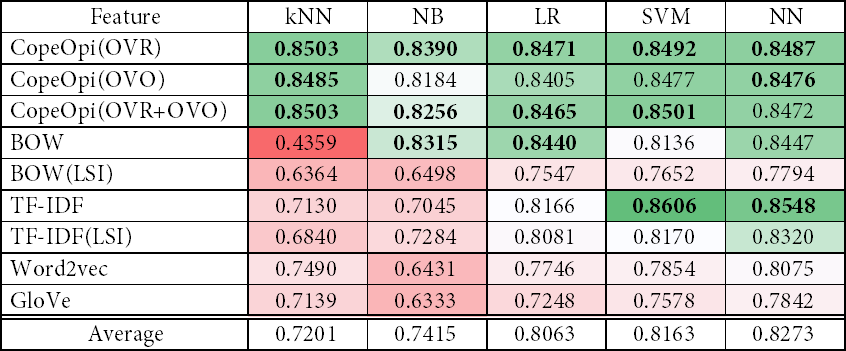 Feature kNN NB LR SVM NN
CopeOpi(OVR) 0.8503 0.8390 0.8471 0.8492 0.8487
CopeOpi(OVO) 0.8485 0.8184 0.8405 0.8477 0.8476
CopeOpi(OVR+OVO) 0.8503 0.8256 0.8465 0.8501 0.8472
BOW 0.4359 0.8315 0.8440 0.8136 0.8447
BOW(LSI) 0.6364 0.6498 0.7547 0.7652 0.7794
TF-IDF 0.7130 0.7045 0.8166 0.8606 0.8548
TF-IDF(LSI) 0.6840 0.7284 0.8081 0.8170 0.8320
Word2vec 0.7490 0.6431 0.7746 0.7854 0.8075
GloVe 0.7139 0.6333 0.7248 0.7578 0.7842
Average 0.7201 0.7415 0.8063 0.8163 0.8273